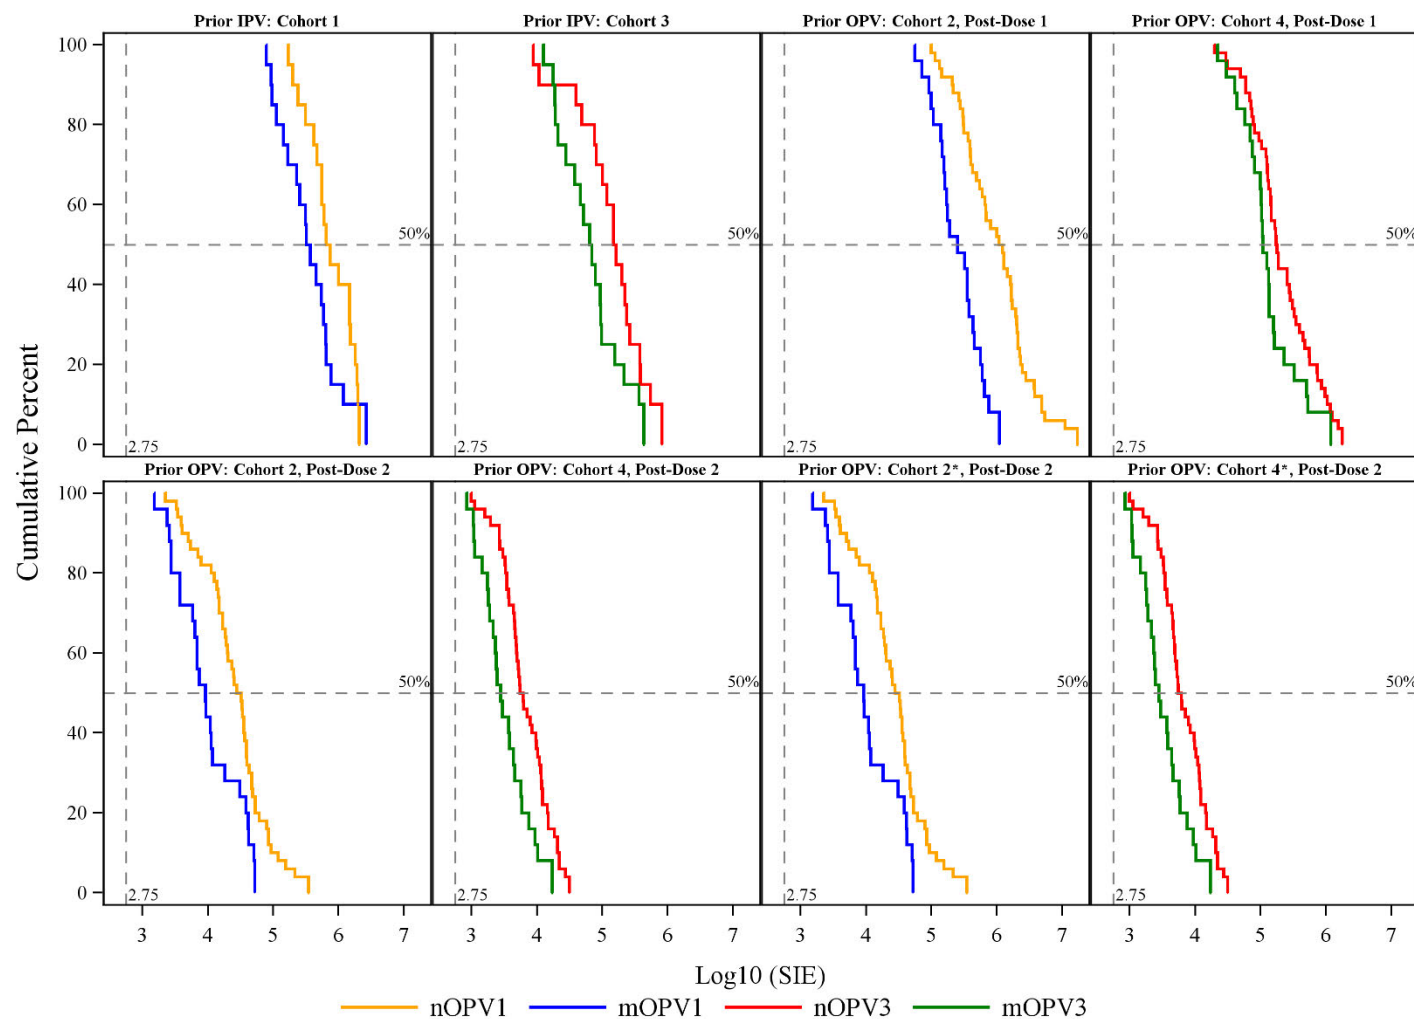 Prior IPV: Cohort 1
Prior IPV: Cohort 3
Prior OPV: Cohort 2, Post-Dose 1
Prior OPV: Cohort 4, Post-Dose 1
100
80
60
40
20
0
50%
50%
50%
50%
2.75
2.75
2.75
2.75
Prior OPV: Cohort 2, Post-Dose 2
Prior OPV: Cohort 4, Post-Dose 2
Prior OPV: Cohort 2*, Post-Dose 2
Prior OPV: Cohort 4*, Post-Dose 2
100
80
60
40
20
0
50%
50%
50%
50%
2.75
2.75
2.75
2.75
Cumulative Percent
3 4 5 6 7
3 4 5 6 7
3 4 5 6 7
3 4 5 6 7
Log10 (SIE)
nOPV1 mOPV1 nOPV3 mOPV3